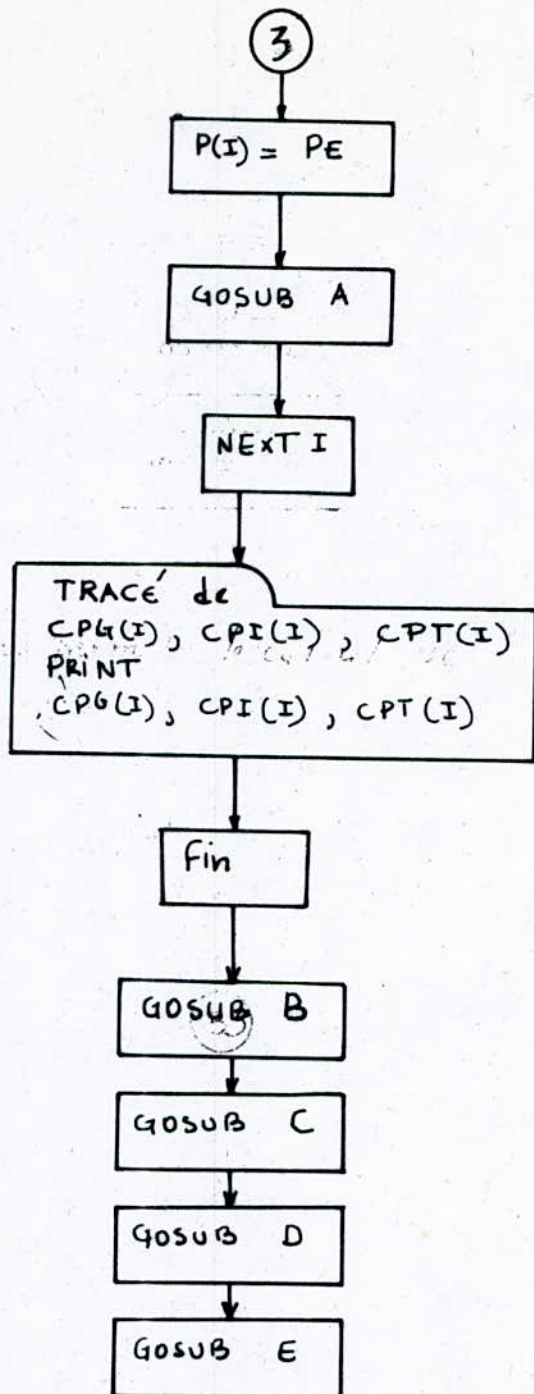 3
P(I) = PE
GOSUB A
NEXT I
TRACÉ de
CPG(I), CPI(I), CPT(I)
PRINT
CPG(I), CPI(I), CPT(I)
Fin
GOSUB B
GOSUB C
GOSUB D
GOSUB E